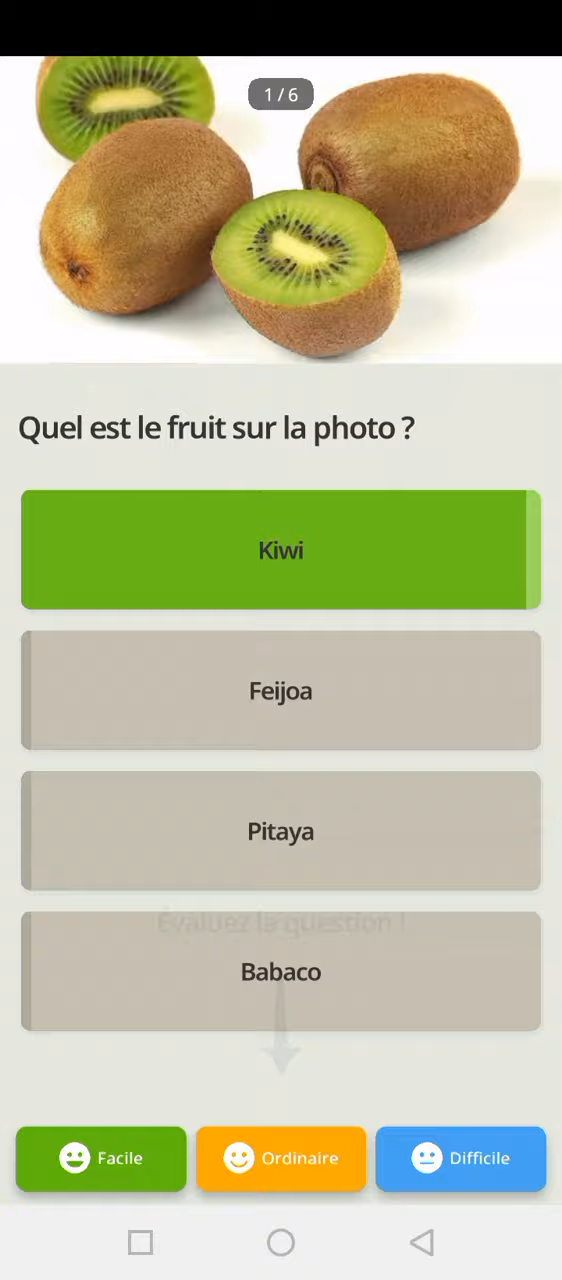 1 / 6
Quel est le fruit sur la photo ?
Kiwi
Feijoa
Pitaya
Évaluez la question !
Babaco
Facile
Ordinaire
Difficile